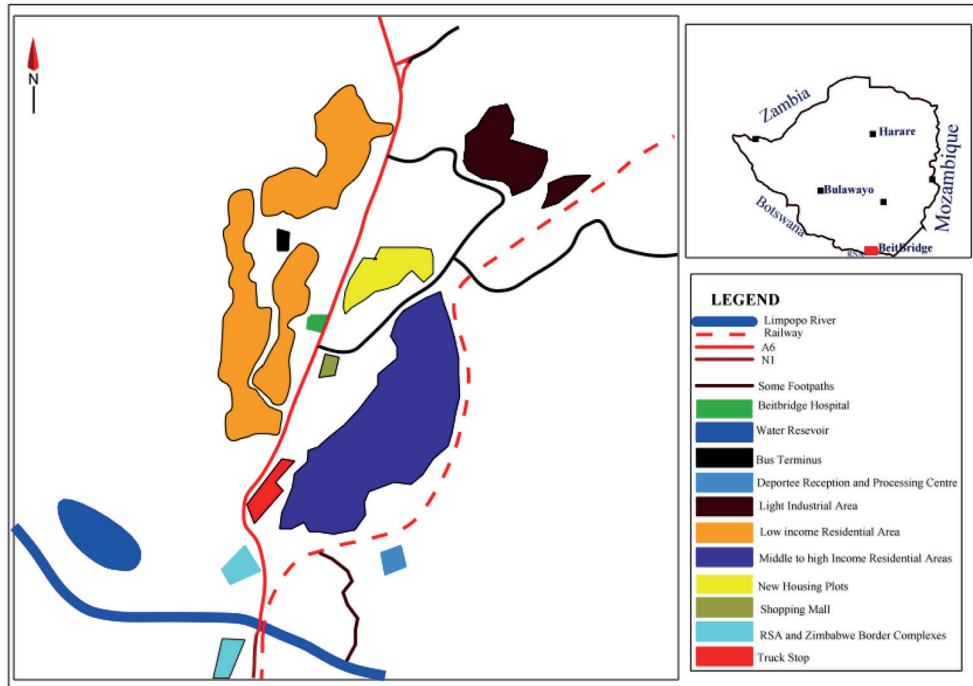 N
Zambia
Harare
Mozambique
Bulawayo
Botswana
RSA
BeitBridge
LEGEND
Limpopo River
Railway
A6
N1
Some Footpaths
Beitbridge Hospital
Water Resevoir
Bus Terminus
Deportee Reception and Processing Centre
Light Industrial Area
Low income Residential Area
Middle to high Income Residential Areas
New Housing Plots
Shopping Mall
RSA and Zimbabwe Border Complexes
Truck Stop